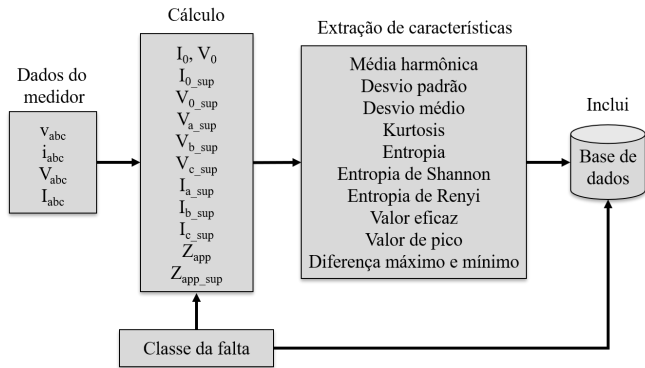 Dados do
medidor
v_abc
i_abc
V_abc
I_abc
Cálculo
I_0, V_0
I_0_sup
V_0_sup
V_a_sup
V_b_sup
V_c_sup
I_a_sup
I_b_sup
I_c_sup
Z_app
Z_app_sup
Extração de características
Média harmônica
Desvio padrão
Desvio médio
Kurtosis
Entropia
Entropia de Shannon
Entropia de Renyi
Valor eficaz
Valor de pico
Diferença máximo e mínimo
Inclui
Base de
dados
Classe da falta